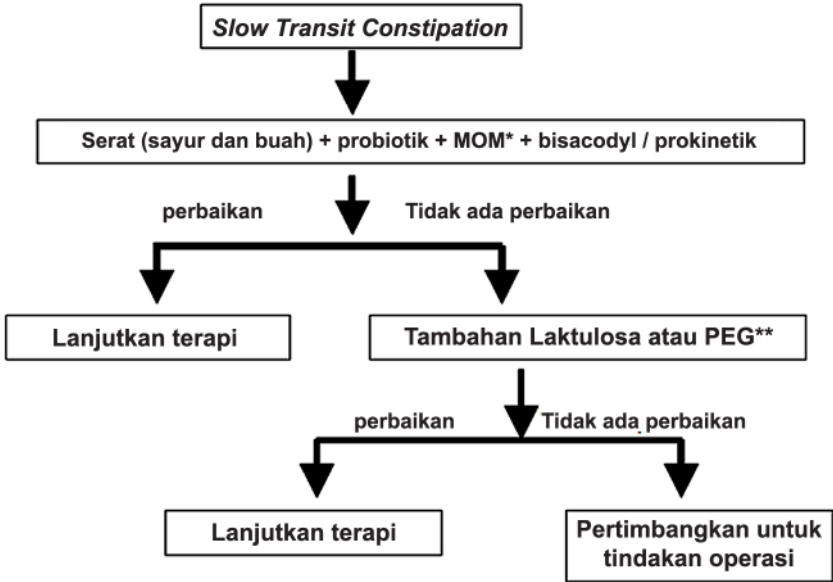 Slow Transit Constipation
Serat (sayur dan buah) + probiotik + MOM* + bisacodyl / prokinetik
perbaikan
Tidak ada perbaikan
Lanjutkan terapi
Tambahan Laktulosa atau PEG**
perbaikan
Tidak ada perbaikan
Lanjutkan terapi
Pertimbangkan untuk
tindakan operasi